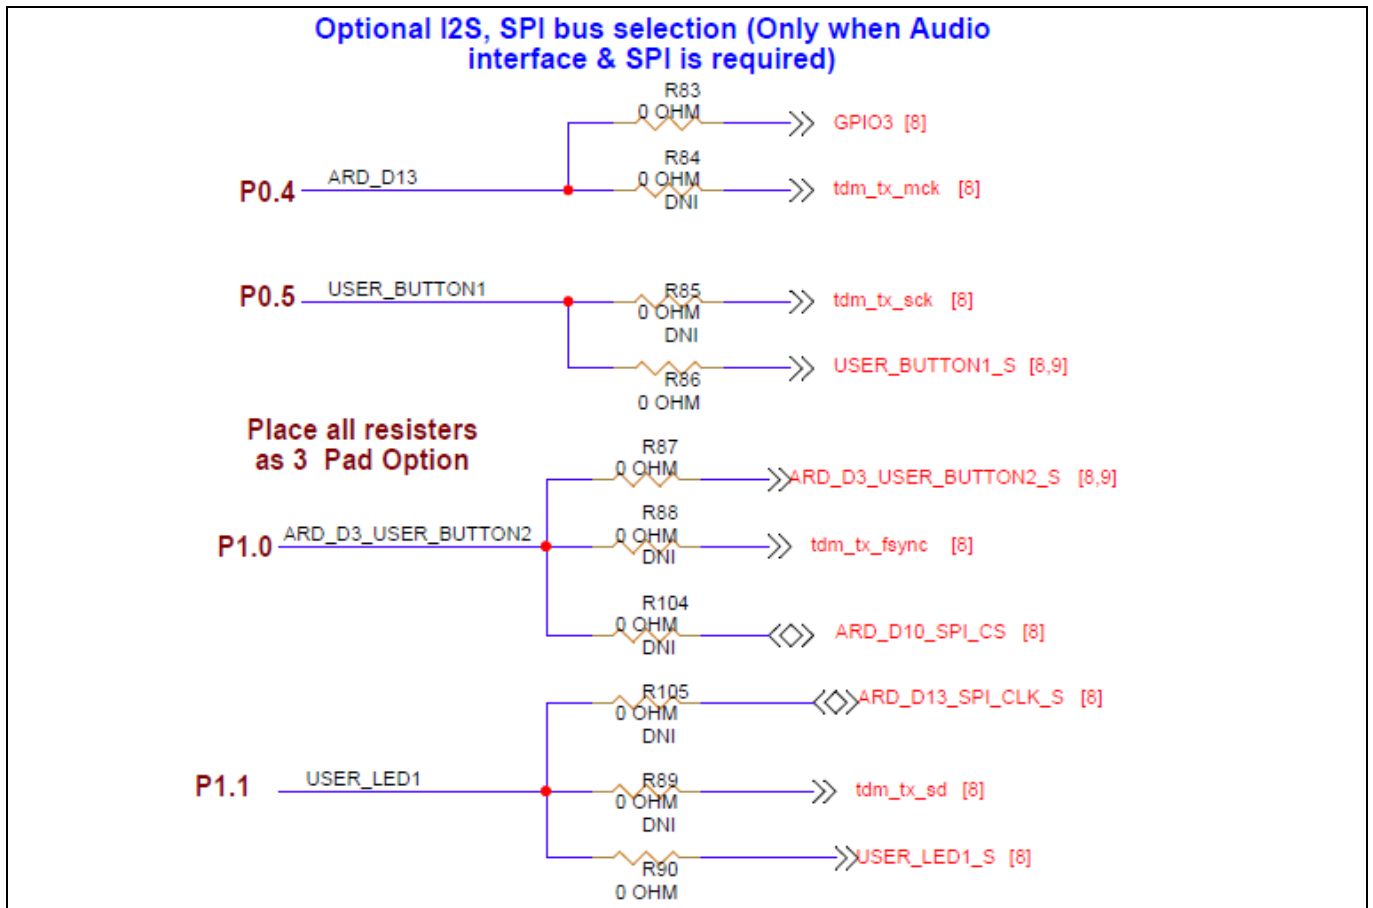 Optional I2S, SPI bus selection (Only when Audio
interface & SPI is required)
R83
0 OHM
GPIO3 [8]
R84
P0.4 ARD_D13
0 OHM
DNI
tdm_tx_mck [8]
P0.5 USER_BUTTON1
R85
0 OHM
DNI
tdm_tx_sck [8]
USER_BUTTON1_S [8,9]
R86
0 OHM
Place all resisters
as 3 Pad Option
R87
0 OHM
ARD_D3_USER_BUTTON2_S [8,9]
R88
P1.0 ARD_D3_USER_BUTTON2
0 OHM
DNI
tdm_tx_fsync [8]
R104
0 OHM
DNI
ARD_D10_SPI_CS [8]
R105
0 OHM
DNI
ARD_D13_SPI_CLK_S [8]
P1.1 USER_LED1
R89
0 OHM
DNI
tdm_tx_sd [8]
USER_LED1_S [8]
R90
0 OHM